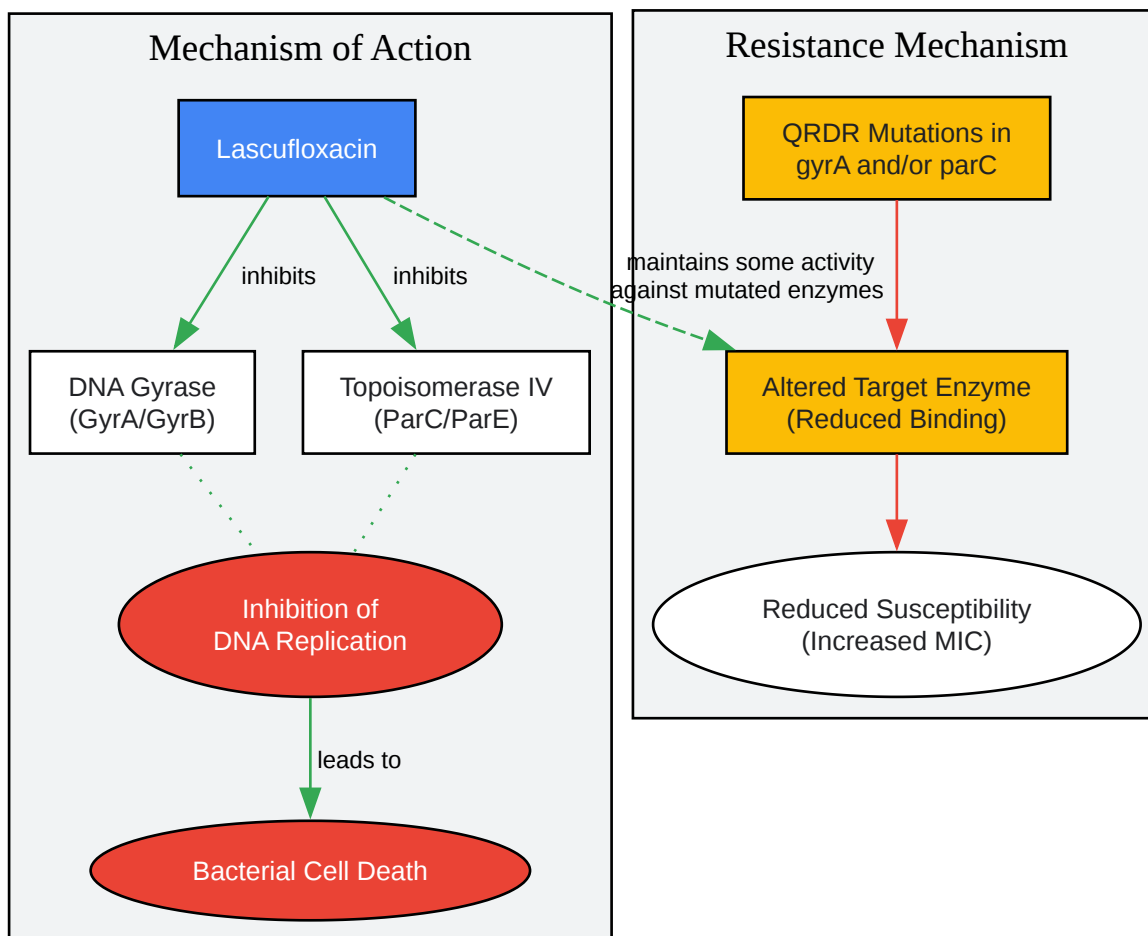 Mechanism of Action
Lascufloxacin
inhibits
inhibits
DNA Gyrase
(GyrA/GyrB)
Topoisomerase IV
(ParC/ParE)
Inhibition of
DNA Replication
leads to
Bacterial Cell Death
Resistance Mechanism
QRDR Mutations in
gyrA and/or parC
maintains some activity
against mutated enzymes
Altered Target Enzyme
(Reduced Binding)
Reduced Susceptibility
(Increased MIC)